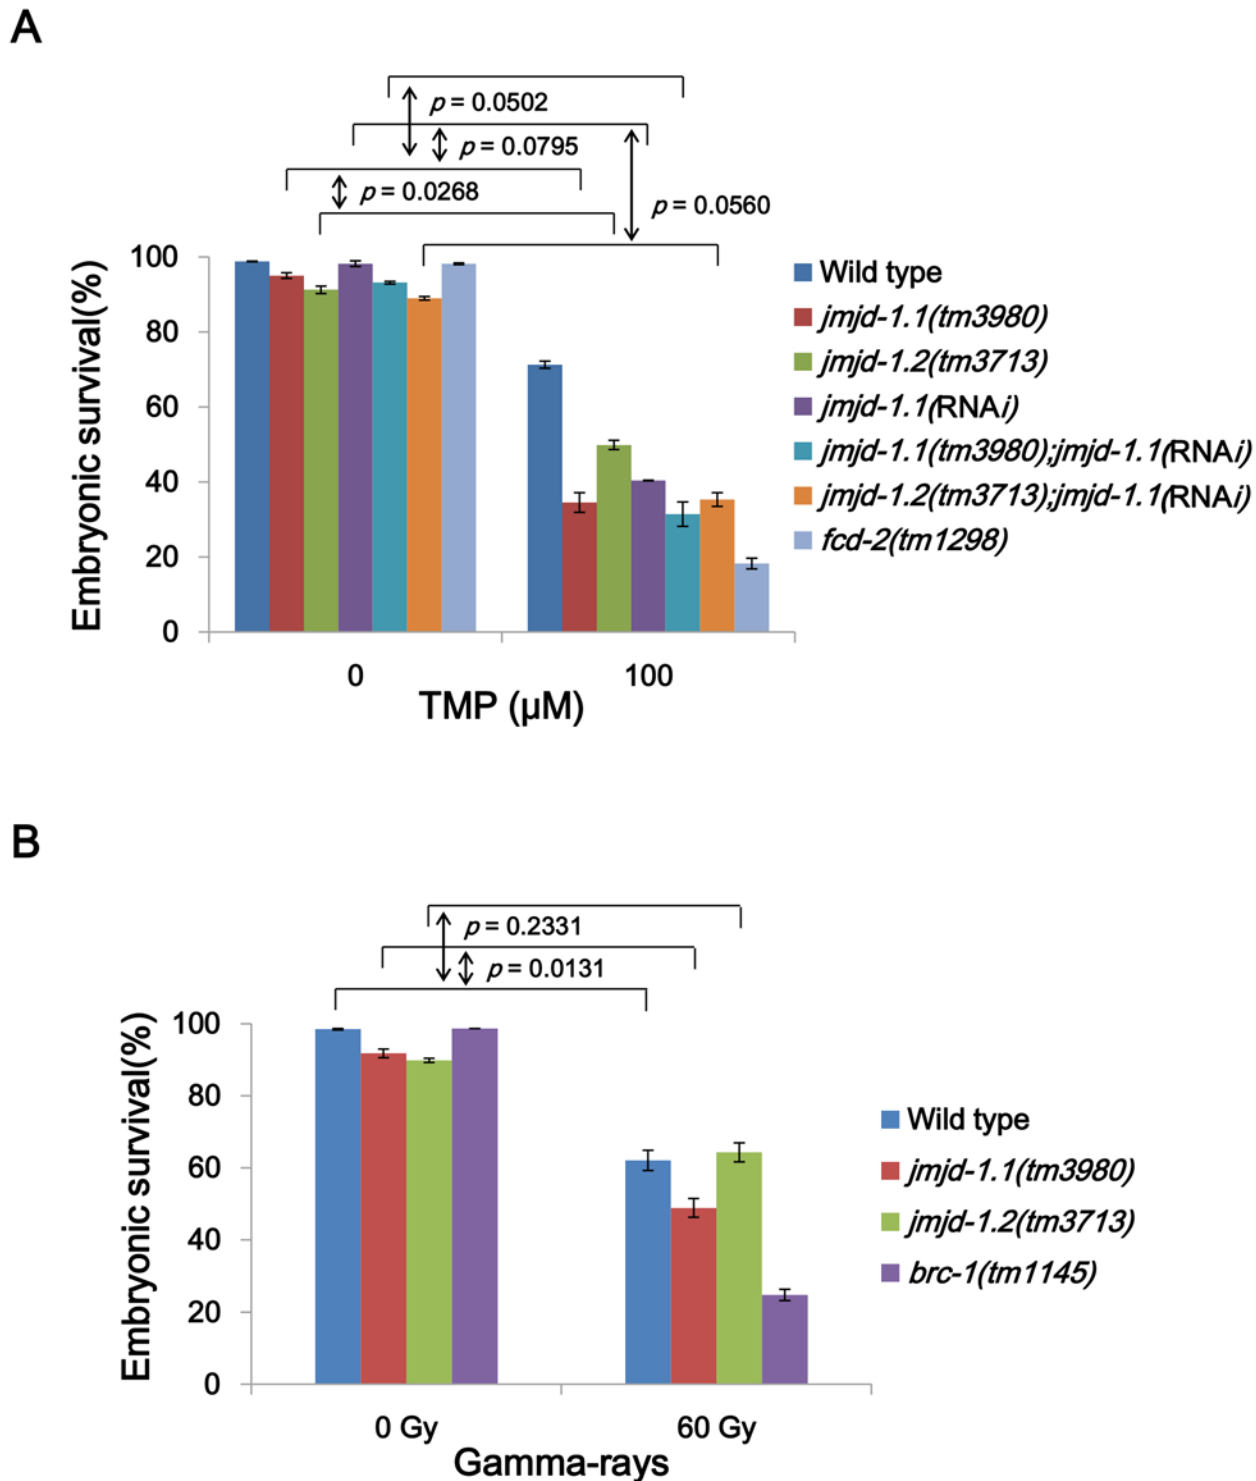 A
p = 0.0502
p = 0.0795
p = 0.0268
p = 0.0560
Embryonic survival(%)
100
80
60
40
20
0
0
100
TMP (µM)
Wild type
jmjd-1.1(tm3980)
jmjd-1.2(tm3713)
jmjd-1.1(RNAi)
jmjd-1.1(tm3980);jmjd-1.1(RNAi)
jmjd-1.2(tm3713);jmjd-1.1(RNAi)
fcd-2(tm1298)
B
p = 0.2331
p = 0.0131
Embryonic survival(%)
100
80
60
40
20
0
0 Gy
60 Gy
Gamma-rays
Wild type
jmjd-1.1(tm3980)
jmjd-1.2(tm3713)
brc-1(tm1145)